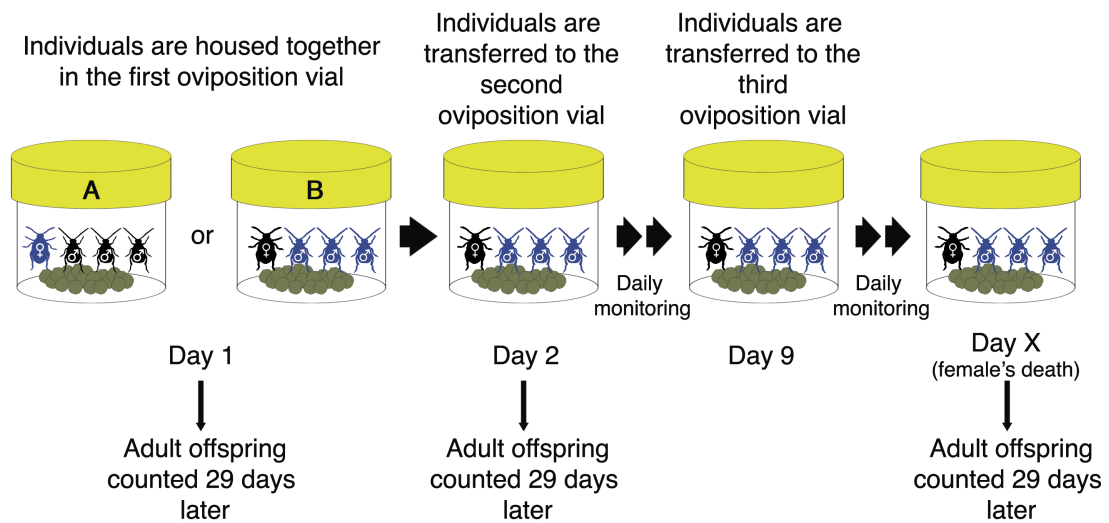 Individuals are housed together
in the first oviposition vial
Individuals are
transferred to the
second
oviposition vial
Individuals are
transferred to the
third
oviposition vial
A
or
B
Daily
monitoring
Daily
monitoring
Day 1
Day 2
Day 9
Day X
(female’s death)
Adult offspring
counted 29 days
later
Adult offspring
counted 29 days
later
Adult offspring
counted 29 days
later